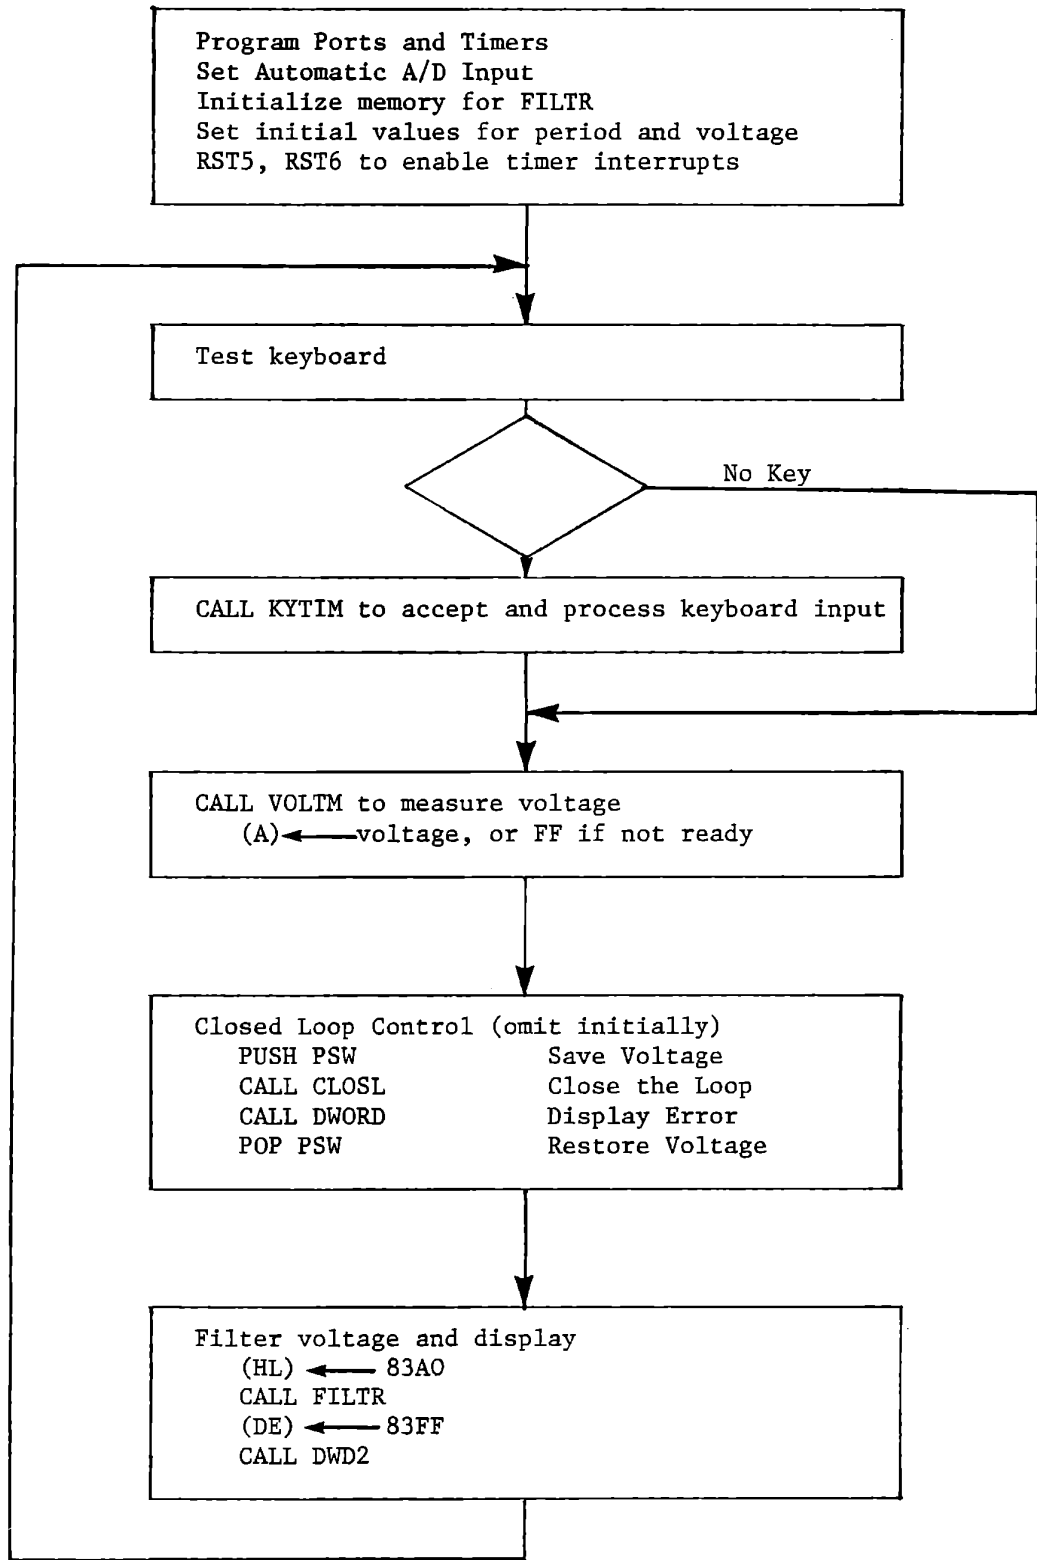 Program Ports and Timers
Set Automatic A/D Input
Initialize memory for FILTR
Set initial values for period and voltage
RST5, RST6 to enable timer interrupts
Test keyboard
No Key
CALL KYTIM to accept and process keyboard input
CALL VOLTM to measure voltage
(A)←voltage, or FF if not ready
Closed Loop Control (omit initially)
PUSH PSW Save Voltage
CALL CLOSL Close the Loop
CALL DWORD Display Error
POP PSW Restore Voltage
Filter voltage and display
(HL) ← 83A0
CALL FILTR
(DE) ← 83FF
CALL DWD2